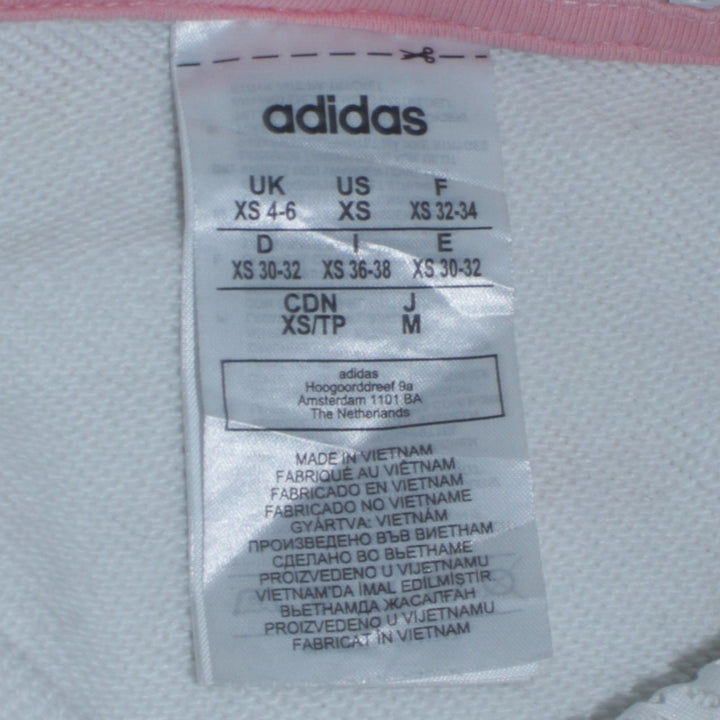 adidas
UK US F
XS 4-6 XS XS 32-34
D I E
XS 30-32 XS 36-38 XS 30-32
CDN J
XS/TP M
adidas
Hoogoorddreef 9a
Amsterdam 1101 BA
The Netherlands
MADE IN VIETNAM
FABRIQUÉ AU VIÊTNAM
FABRICADO EN VIETNAM
FABRICADO NO VIETNAME
GYÁRTVA: VIETNÁM
ПРОИЗВЕДЕНО ВЪВ ВИЕТНАМ
СДЕЛАНО ВО ВЬЕТНАМЕ
PROIZVEDENO U VIJETNAMU
VİETNAM'DA İMAL EDİLMİŞTİR.
ВЬЕТНАМДА ЖАСАЛҒАН
PROIZVEDENO U VIJETNAMU
FABRICAT ÎN VIETNAM